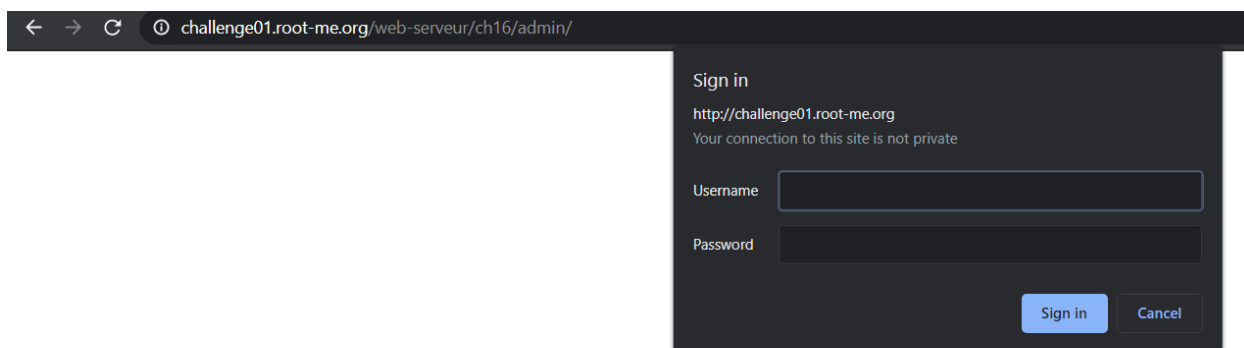 challenge01.root-me.org/web-serveur/ch16/admin/
Sign in
http://challenge01.root-me.org
Your connection to this site is not private
Username
Password
Sign in Cancel